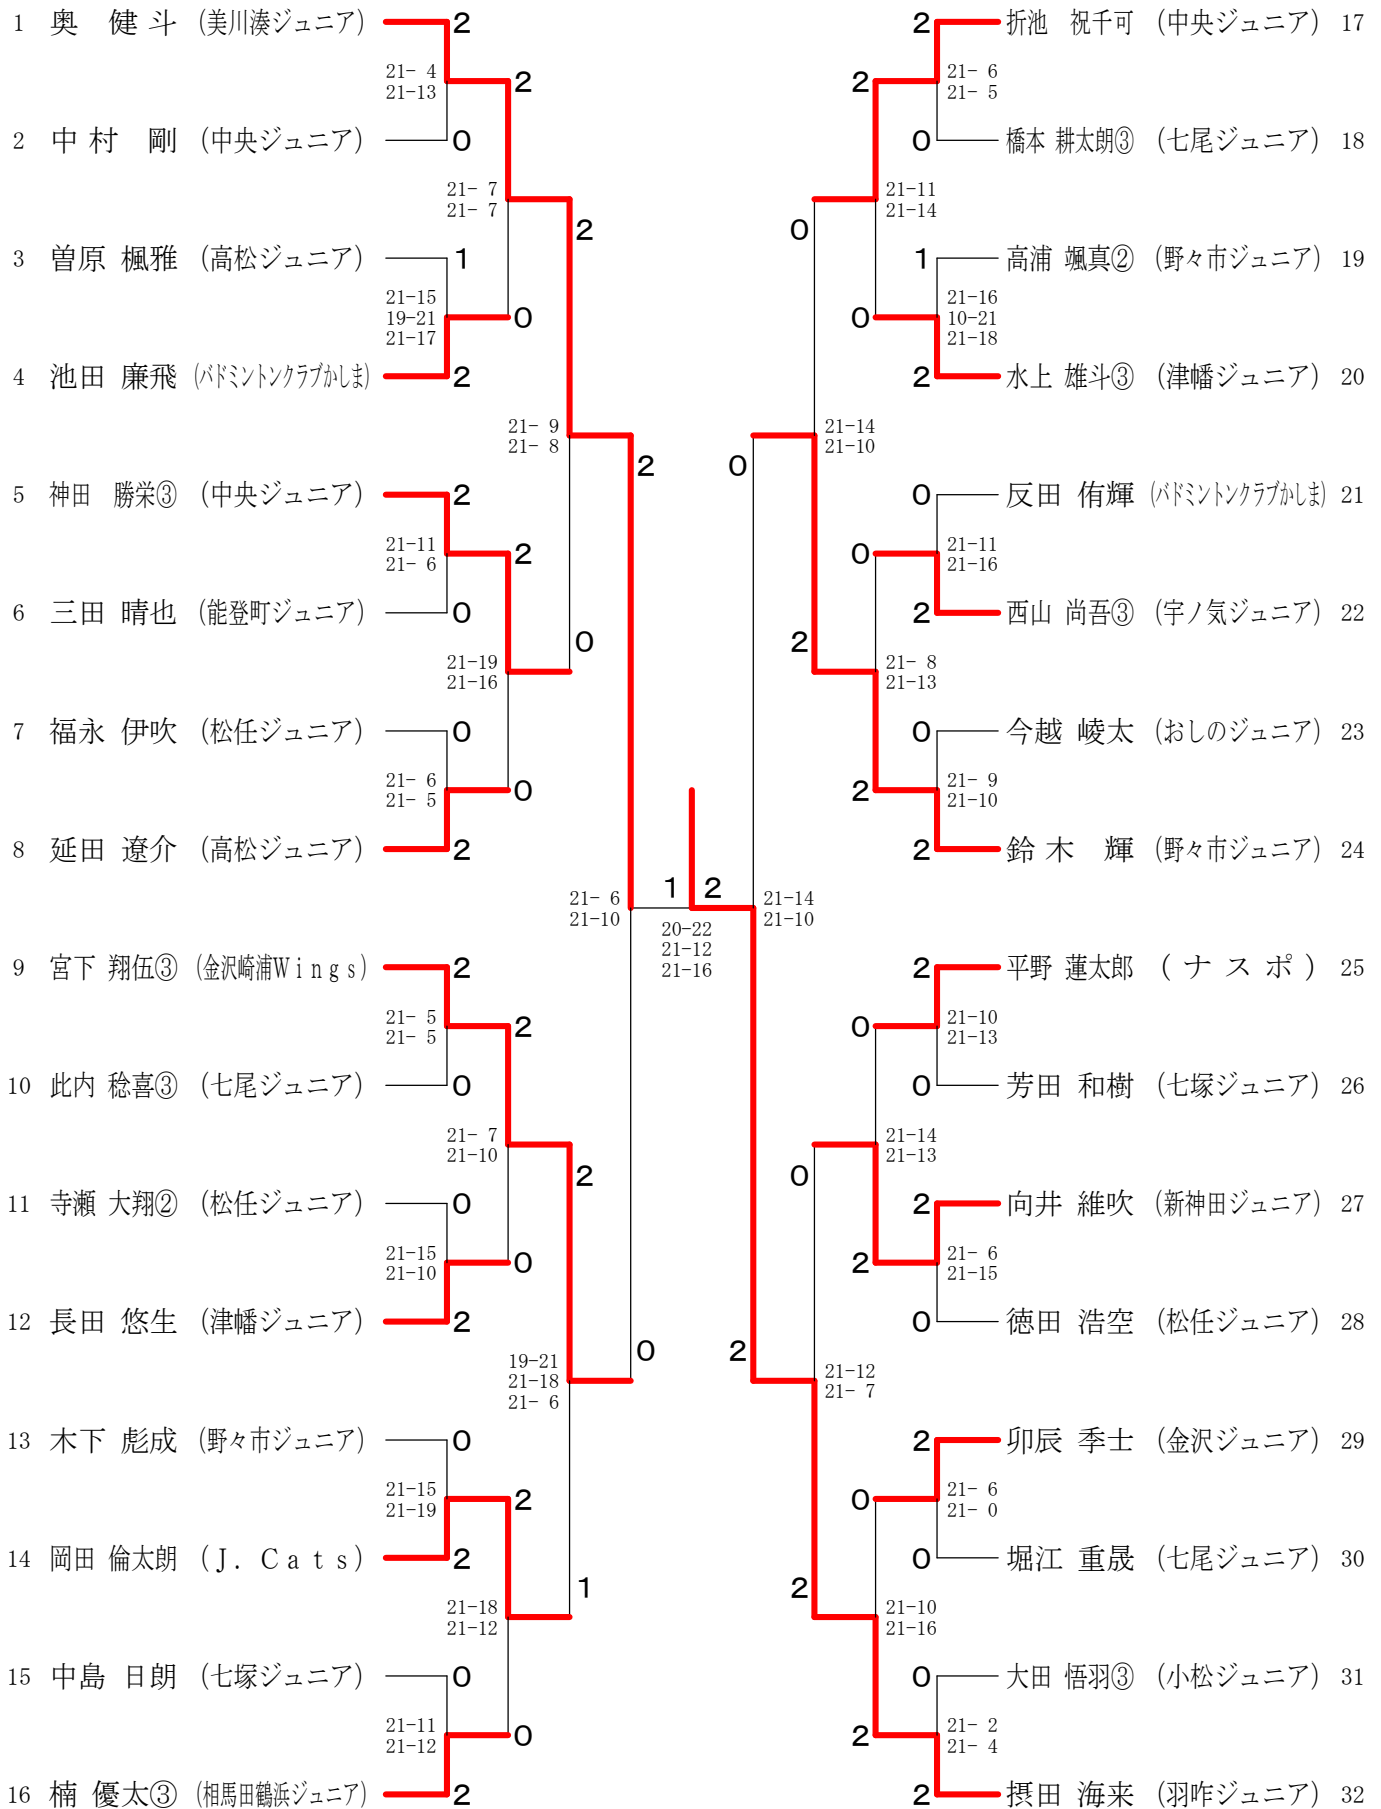 1 奥 健斗 (美川湊ジュニア) 2
21- 4
21-13
2
2 中村 剛 (中央ジュニア) 0
21- 7
21- 7
2
3 曽原 楓雅 (高松ジュニア) 1
21-15
19-21
21-17
0
4 池田 廉飛 (バドミントンクラブかしま) 2
21- 9
21- 8
2
5 神田 勝栄③ (中央ジュニア) 2
21-11
21- 6
2
6 三田 晴也 (能登町ジュニア) 0
21-19
21-16
0
7 福永 伊吹 (松任ジュニア) 0
21- 6
21- 5
0
8 延田 遼介 (高松ジュニア) 2
21- 6
21-10
9 宮下 翔伍③ (金沢崎浦Wings) 2
21- 5
21- 5
2
10 此内 稔喜③ (七尾ジュニア) 0
21- 7
21-10
2
11 寺瀬 大翔② (松任ジュニア) 0
21-15
21-10
0
12 長田 悠生 (津幡ジュニア) 2
19-21
21-18
21- 6
0
13 木下 彪成 (野々市ジュニア) 0
21-15
21-19
2
14 岡田 倫太朗 (J. Cats) 2
21-18
21-12
1
15 中島 日朗 (七塚ジュニア) 0
21-11
21-12
0
16 楠 優太③ (相馬田鶴浜ジュニア) 2
1 2
20-22
21-12
21-16
2 折池 祝千可 (中央ジュニア) 17
2
21- 6
21- 5
0 橋本 耕太朗③ (七尾ジュニア) 18
0
21-11
21-14
1 高浦 颯真② (野々市ジュニア) 19
0
21-16
10-21
21-18
2 水上 雄斗③ (津幡ジュニア) 20
0
21-14
21-10
0 反田 侑輝 (バドミントンクラブかしま) 21
0
21-11
21-16
2 西山 尚吾③ (宇ノ気ジュニア) 22
2
21- 8
21-13
0 今越 崚太 (おしのジュニア) 23
2
21- 9
21-10
2 鈴木 輝 (野々市ジュニア) 24
21-14
21-10
2 平野 蓮太郎 (ナスポ) 25
0
21-10
21-13
0 芳田 和樹 (七塚ジュニア) 26
0
21-14
21-13
2 向井 維吹 (新神田ジュニア) 27
2
21- 6
21-15
0 徳田 浩空 (松任ジュニア) 28
2
21-12
21- 7
2 卯辰 季士 (金沢ジュニア) 29
0
21- 6
21- 0
0 堀江 重晟 (七尾ジュニア) 30
2
21-10
21-16
0 大田 悟羽③ (小松ジュニア) 31
2
21- 2
21- 4
2 摂田 海来 (羽咋ジュニア) 32